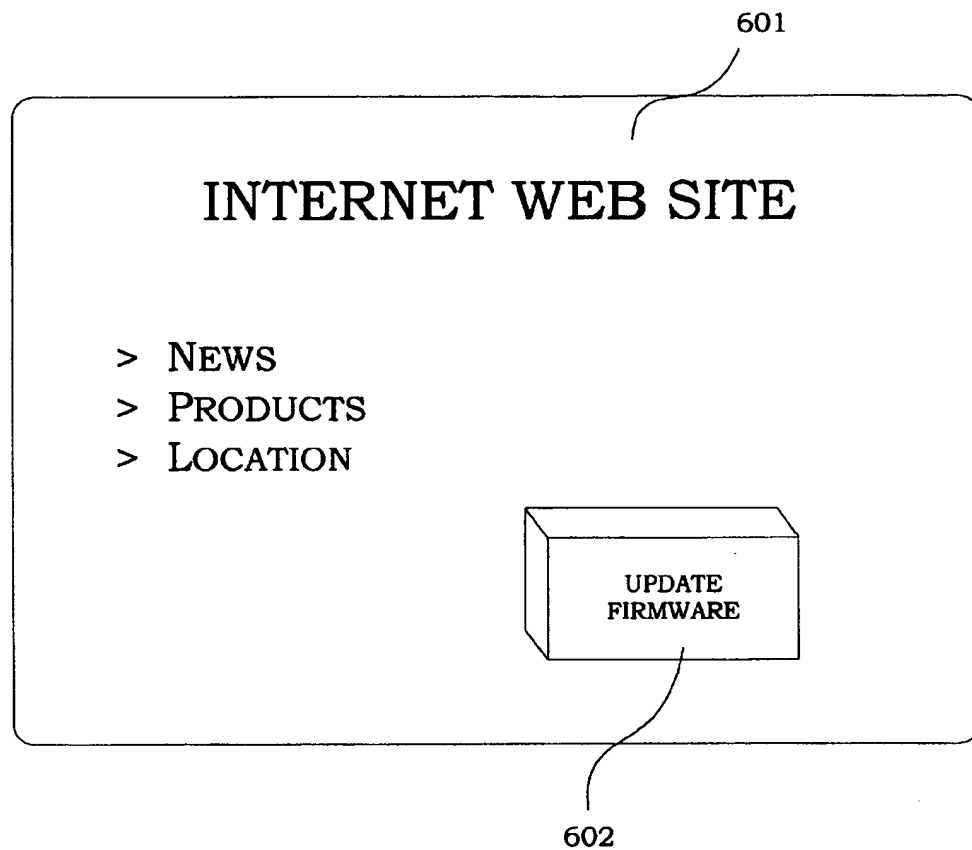 601
INTERNET WEB SITE
> NEWS
> PRODUCTS
> LOCATION
UPDATE
FIRMWARE
602